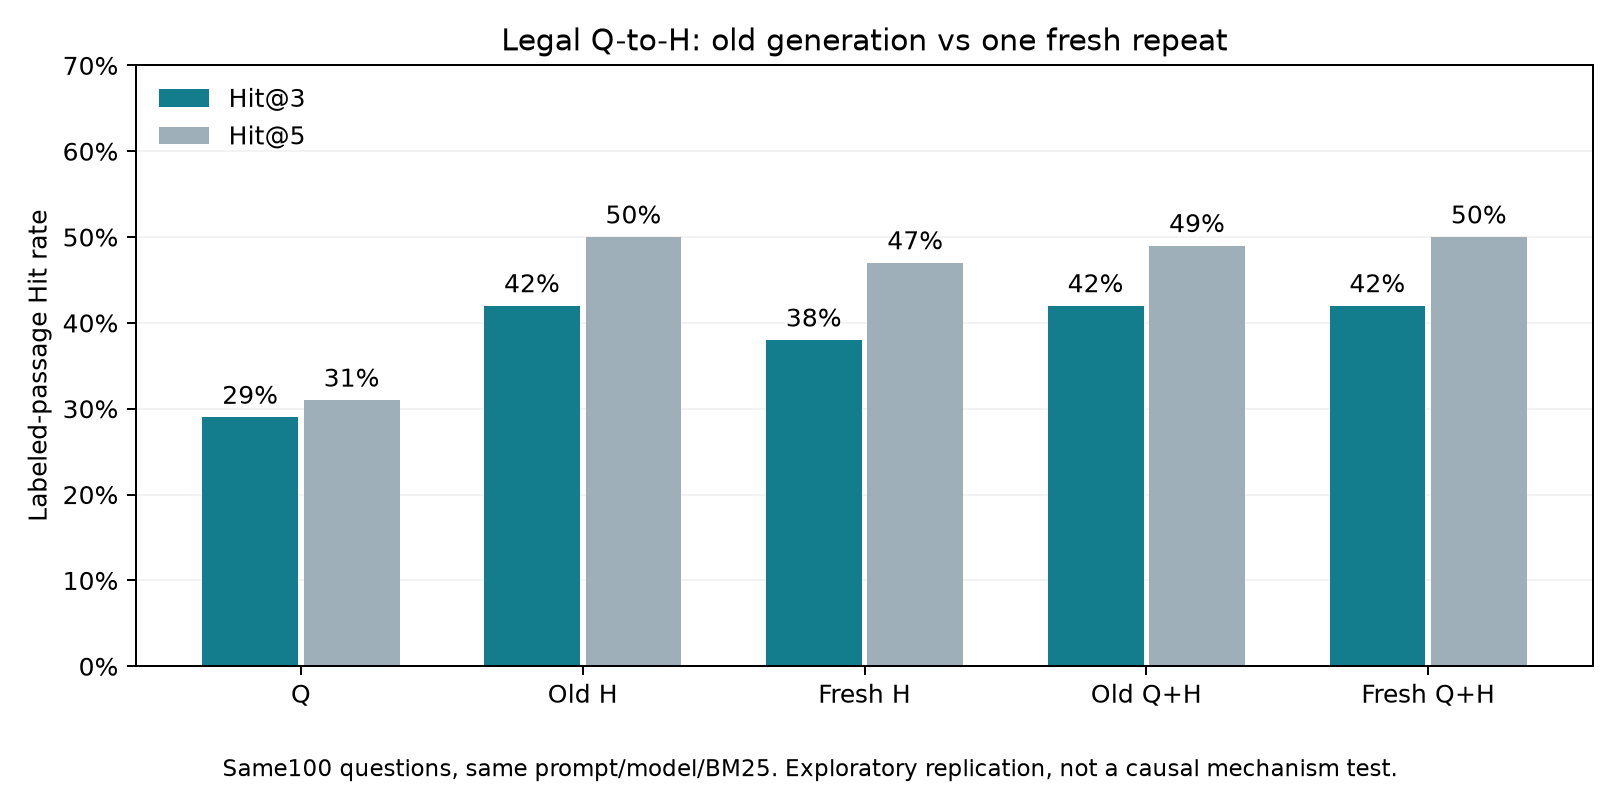 Legal Q-to-H: old generation vs one fresh repeat
70%
60%
50%
40%
30%
20%
10%
0%
Labeled-passage Hit rate
Hit@3
Hit@5
29%
31%
42%
50%
38%
47%
42%
49%
42%
50%
Q
Old H
Fresh H
Old Q+H
Fresh Q+H
Same100 questions, same prompt/model/BM25. Exploratory replication, not a causal mechanism test.